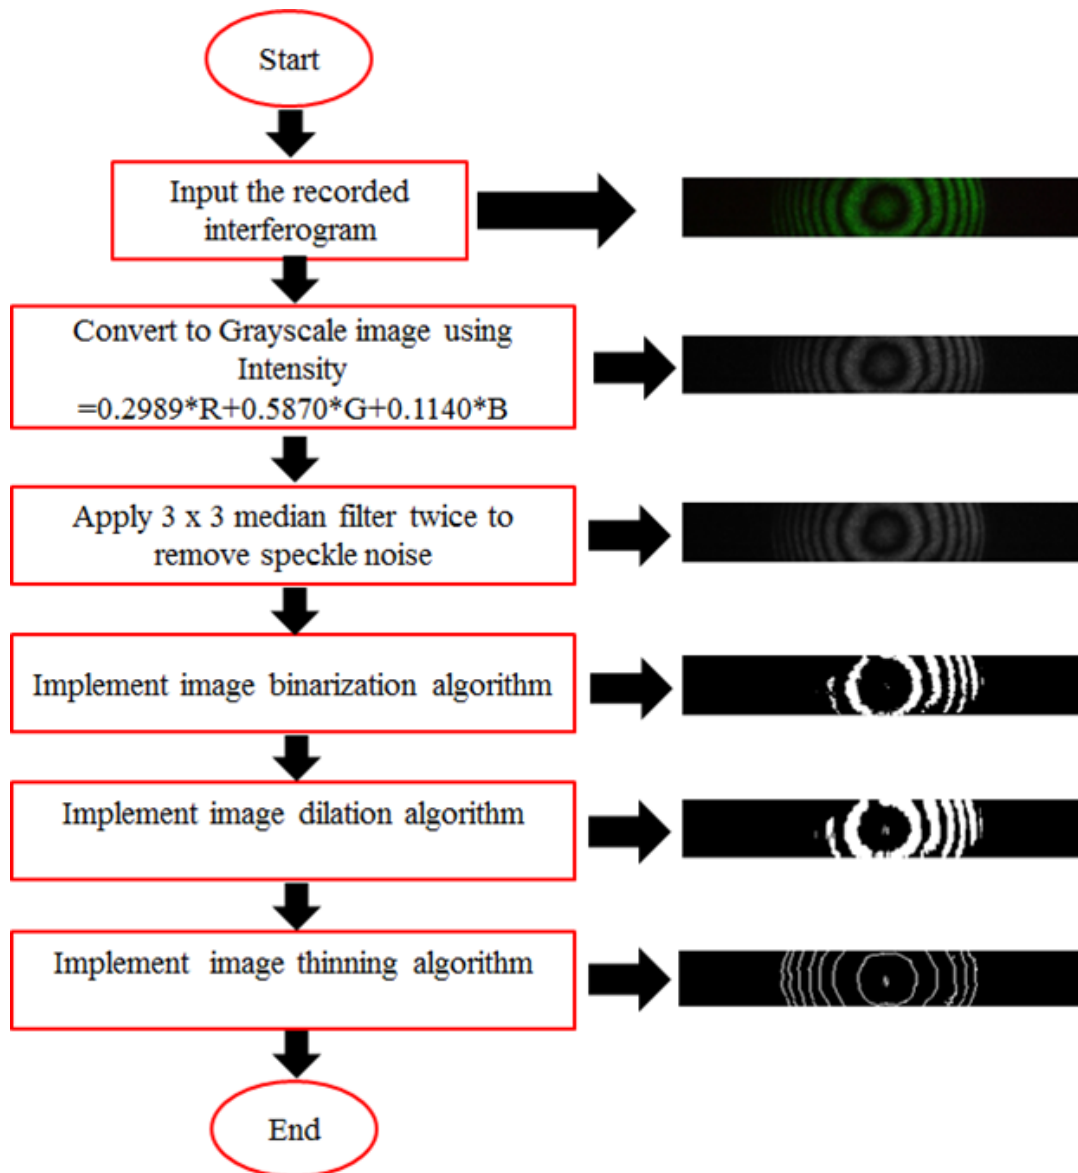 Start
Input the recorded
interferogram
Convert to Grayscale image using
Intensity
=0.2989*R+0.5870*G+0.1140*B
Apply 3 x 3 median filter twice to
remove speckle noise
Implement image binarization algorithm
Implement image dilation algorithm
Implement image thinning algorithm
End